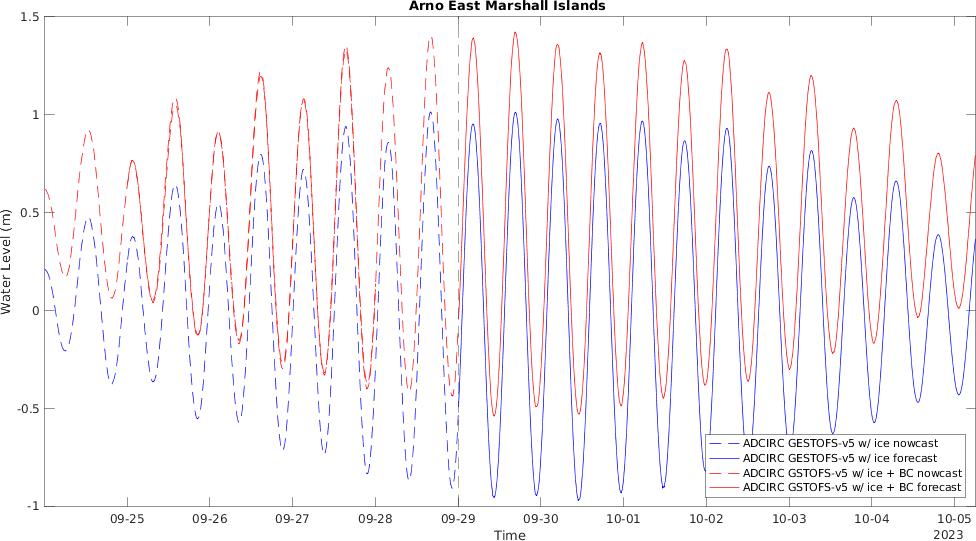 Arno East Marshall Islands
1.5
1
0.5
0
-0.5
-1
Water Level (m)
ADCIRC GESTOFS-v5 w/ ice nowcast
ADCIRC GESTOFS-v5 w/ ice forecast
ADCIRC GSTOFS-v5 w/ ice + BC nowcast
ADCIRC GSTOFS-v5 w/ ice + BC forecast
09-25 09-26 09-27 09-28 09-29 09-30 10-01 10-02 10-03 10-04 10-05
Time
2023